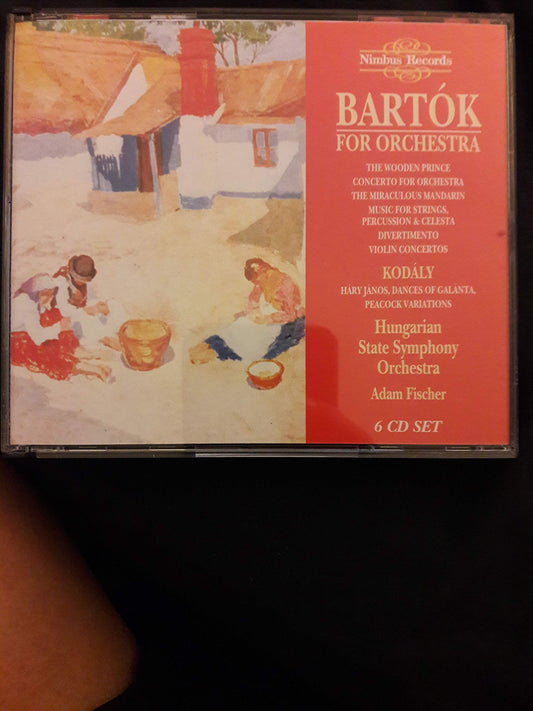 Nimbus Records
BARTÓK
FOR ORCHESTRA
THE WOODEN PRINCE
CONCERTO FOR ORCHESTRA
THE MIRACULOUS MANDARIN
MUSIC FOR STRINGS,
PERCUSSION & CELESTA
DIVERTIMENTO
VIOLIN CONCERTOS
KODÁLY
HÁRY JÁNOS, DANCES OF GALANTA,
PEACOCK VARIATIONS
Hungarian
State Symphony
Orchestra
Adam Fischer
6 CD SET